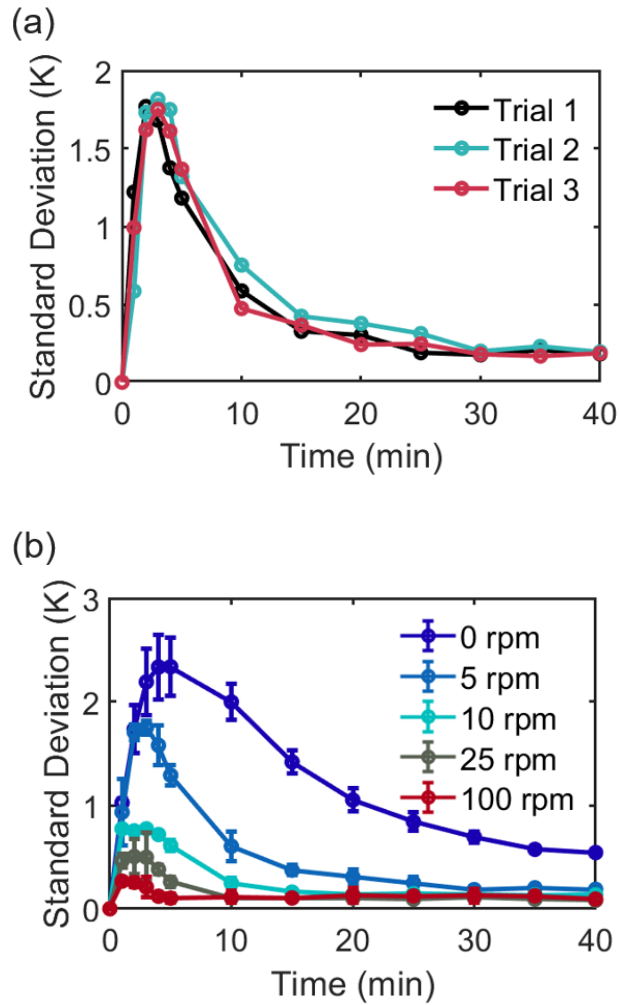 (a)
Standard Deviation (K)
2
1.5
1
0.5
0
Trial 1
Trial 2
Trial 3
0 10 20 30 40
Time (min)
(b)
Standard Deviation (K)
3
2
1
0
0 rpm
5 rpm
10 rpm
25 rpm
100 rpm
0 10 20 30 40
Time (min)